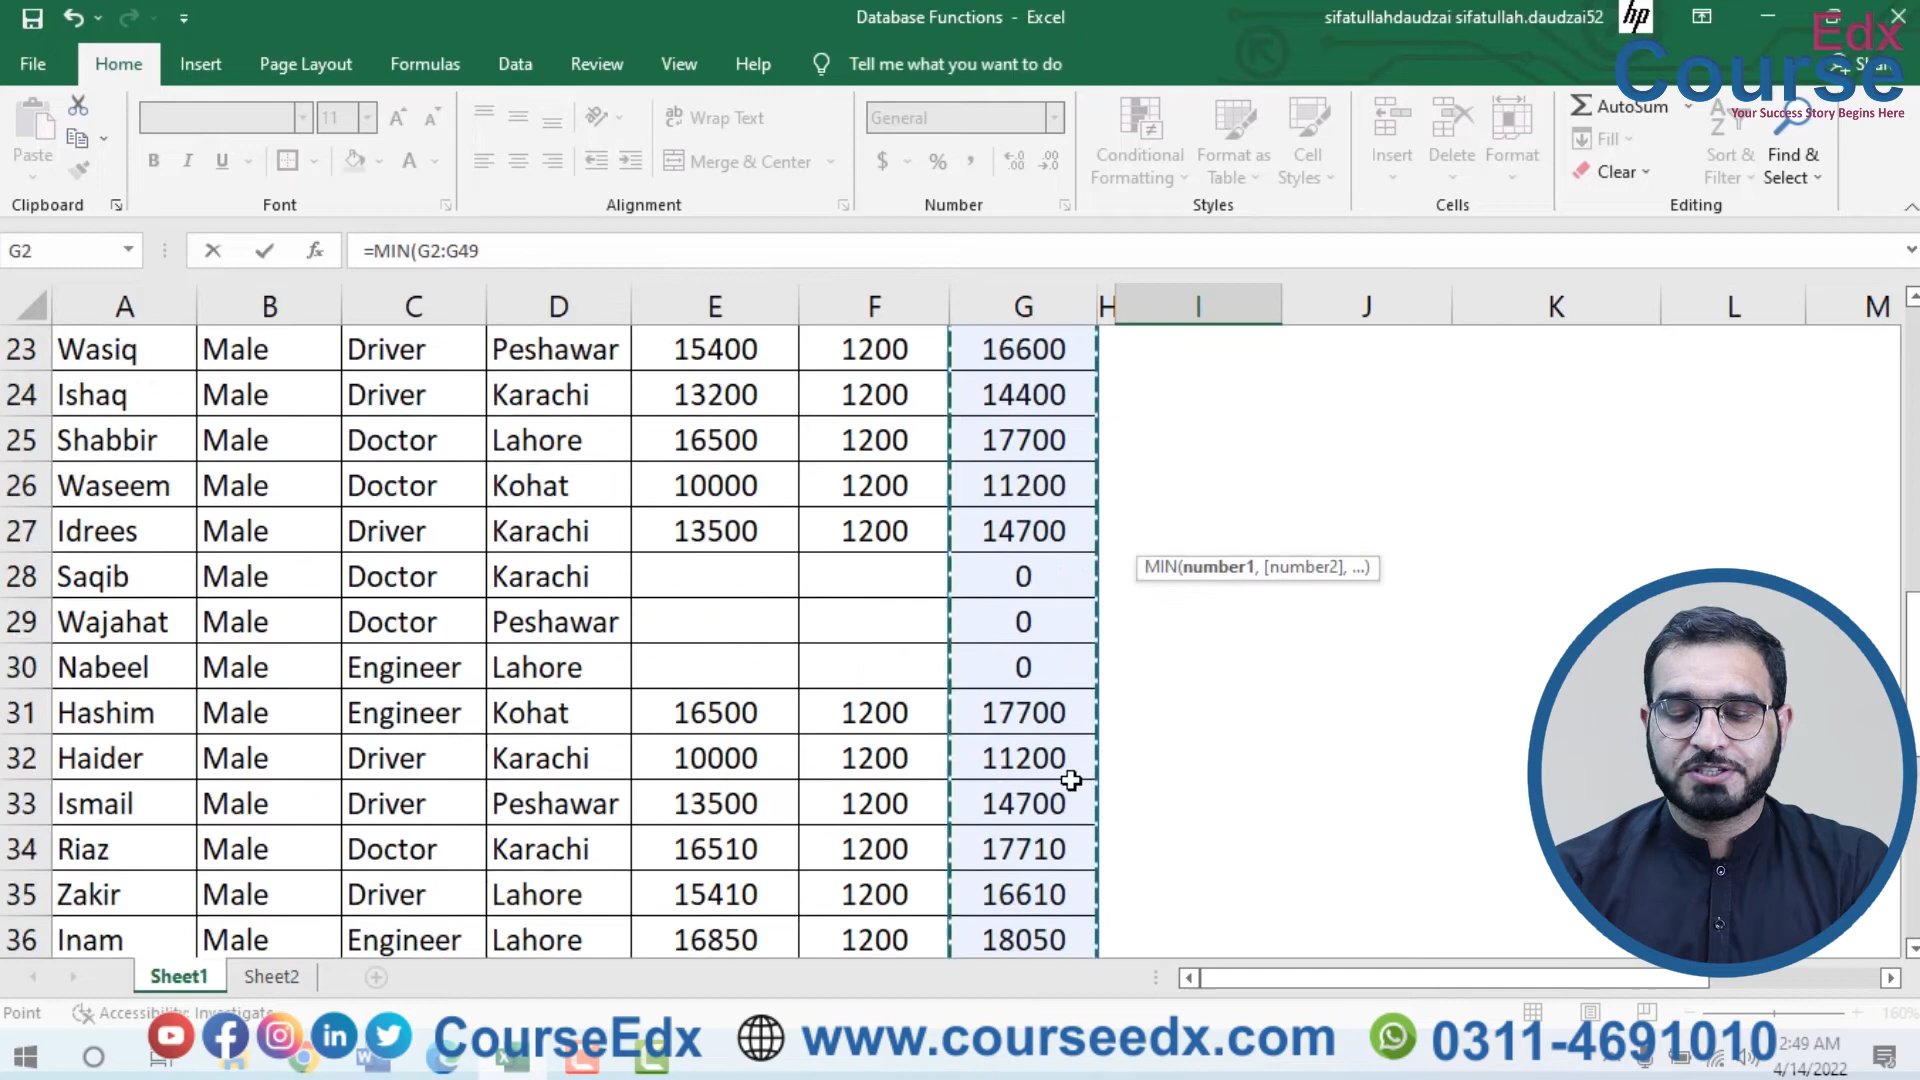 Database Functions - Excel
sifatullahdaudzai sifatullah.daudzai52
hp
Edx
Course
Your Success Story Begins Here
File Home Insert Page Layout Formulas Data Review View Help Tell me what you want to do
Paste
11
Wrap Text
Merge & Center
General
Conditional Formatting
Format as Table
Cell Styles
Insert
Delete
Format
AutoSum
Fill
Clear
Sort & Filter
Find & Select
Clipboard Font Alignment Number Styles Cells Editing
G2 fx =MIN(G2:G49
A B C D E F G H I J K L M
23 Wasiq Male Driver Peshawar 15400 1200 16600
24 Ishaq Male Driver Karachi 13200 1200 14400
25 Shabbir Male Doctor Lahore 16500 1200 17700
26 Waseem Male Doctor Kohat 10000 1200 11200
27 Idrees Male Driver Karachi 13500 1200 14700
MIN(number1, [number2], ...)
28 Saqib Male Doctor Karachi 0
29 Wajahat Male Doctor Peshawar 0
30 Nabeel Male Engineer Lahore 0
31 Hashim Male Engineer Kohat 16500 1200 17700
32 Haider Male Driver Karachi 10000 1200 11200
33 Ismail Male Driver Peshawar 13500 1200 14700
34 Riaz Male Doctor Karachi 16510 1200 17710
35 Zakir Male Driver Lahore 15410 1200 16610
36 Inam Male Engineer Lahore 16850 1200 18050
Sheet1 Sheet2
Point Accessibility: Investigate 160%
CourseEdx www.courseedx.com 0311-4691010
2:49 AM
4/14/2022